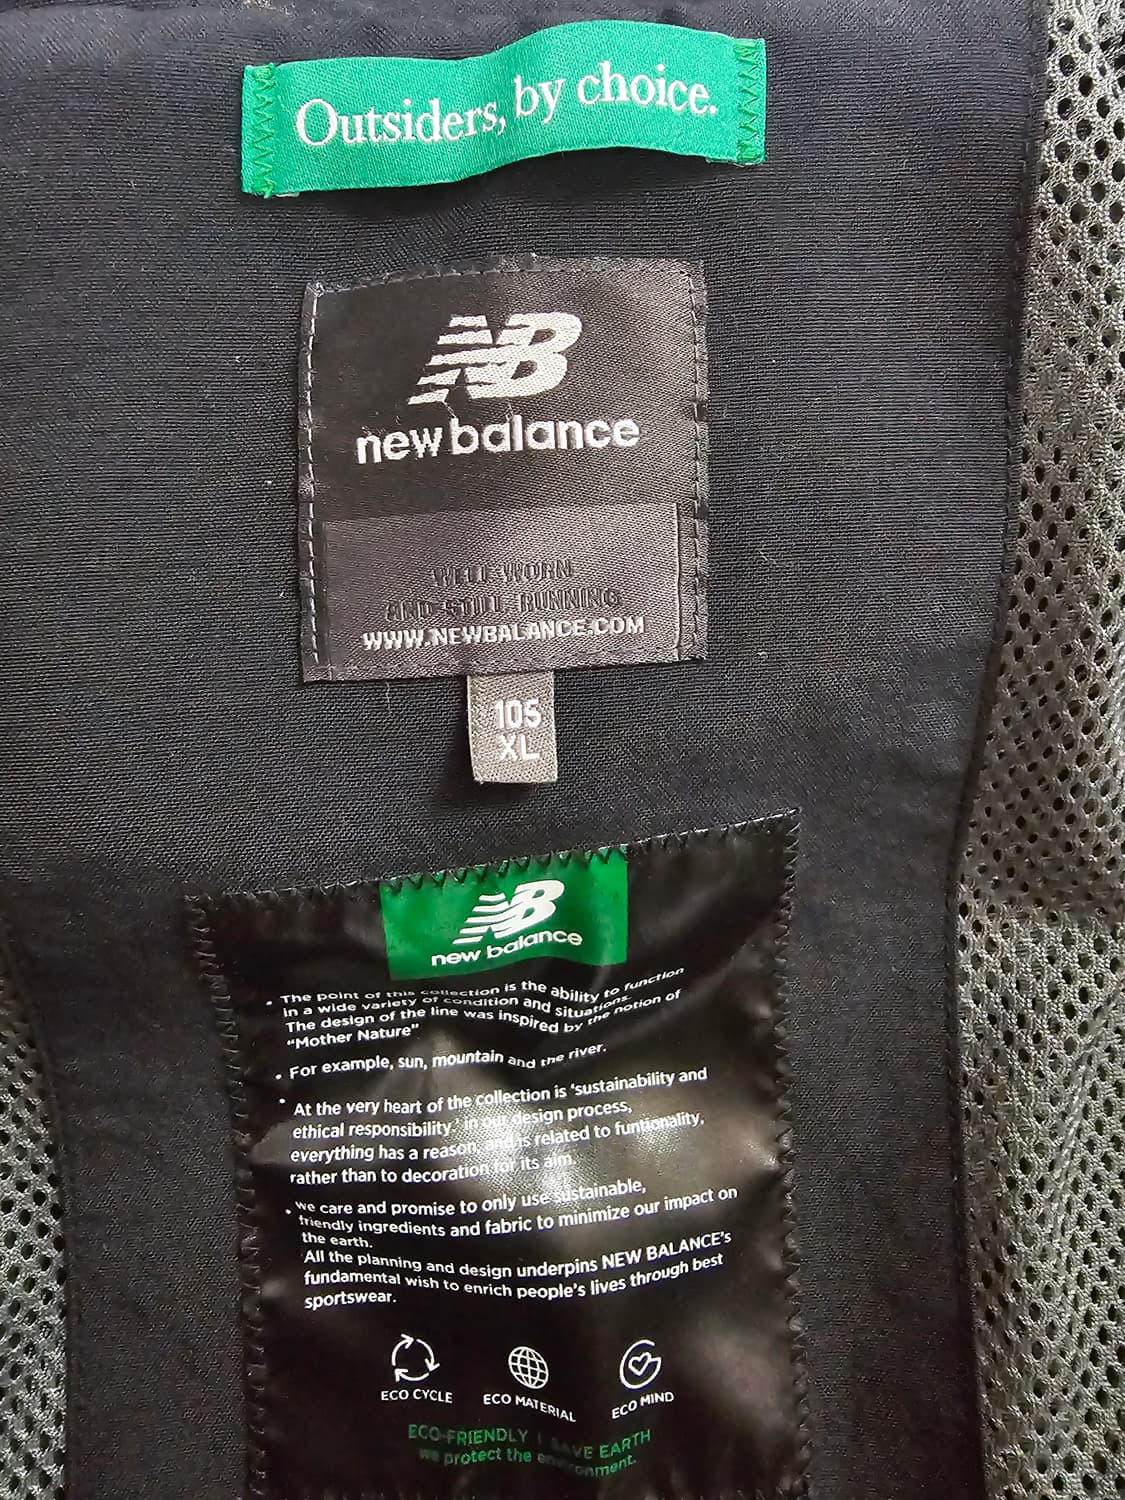 Outsiders, by choice.
NB
new balance
WELL WORN
AND STILL RUNNING
WWW.NEWBALANCE.COM
105
XL
NB
new balance
• The point of this collection is the ability to function
in a wide variety of condition and situations.
The design of the line was inspired by the notion of
“Mother Nature”
• For example, sun, mountain and the river.
• At the very heart of the collection is ‘sustainability and
ethical responsibility.’ in our design process,
everything has a reason, and is related to funtionality,
rather than to decoration for its aim.
• we care and promise to only use sustainable,
friendly ingredients and fabric to minimize our impact on
the earth.
All the planning and design underpins NEW BALANCE's
fundamental wish to enrich people's lives through best
sportswear.
ECO CYCLE ECO MATERIAL ECO MIND
ECO-FRIENDLY | SAVE EARTH
we protect the environment.